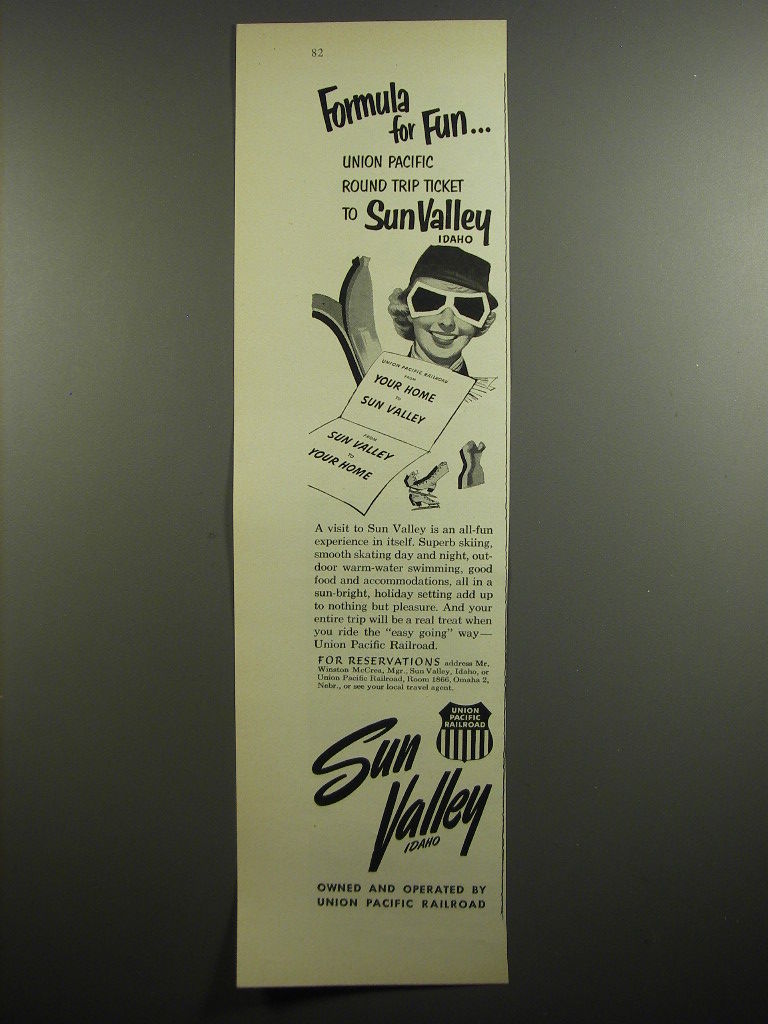 82
Formula
for Fun...
UNION PACIFIC
ROUND TRIP TICKET
TO Sun Valley
IDAHO
UNION PACIFIC RAILROAD
FROM
YOUR HOME
TO
SUN VALLEY
FROM
SUN VALLEY
TO
YOUR HOME
A visit to Sun Valley is an all-fun
experience in itself. Superb skiing,
smooth skating day and night, out-
door warm-water swimming, good
food and accommodations, all in a
sun-bright, holiday setting add up
to nothing but pleasure. And your
entire trip will be a real treat when
you ride the "easy going" way—
Union Pacific Railroad.
FOR RESERVATIONS address Mr.
Winston McCrea, Mgr., Sun Valley, Idaho, or
Union Pacific Railroad, Room 1866, Omaha 2,
Nebr., or see your local travel agent.
UNION
PACIFIC
RAILROAD
Sun
Valley
IDAHO
OWNED AND OPERATED BY
UNION PACIFIC RAILROAD